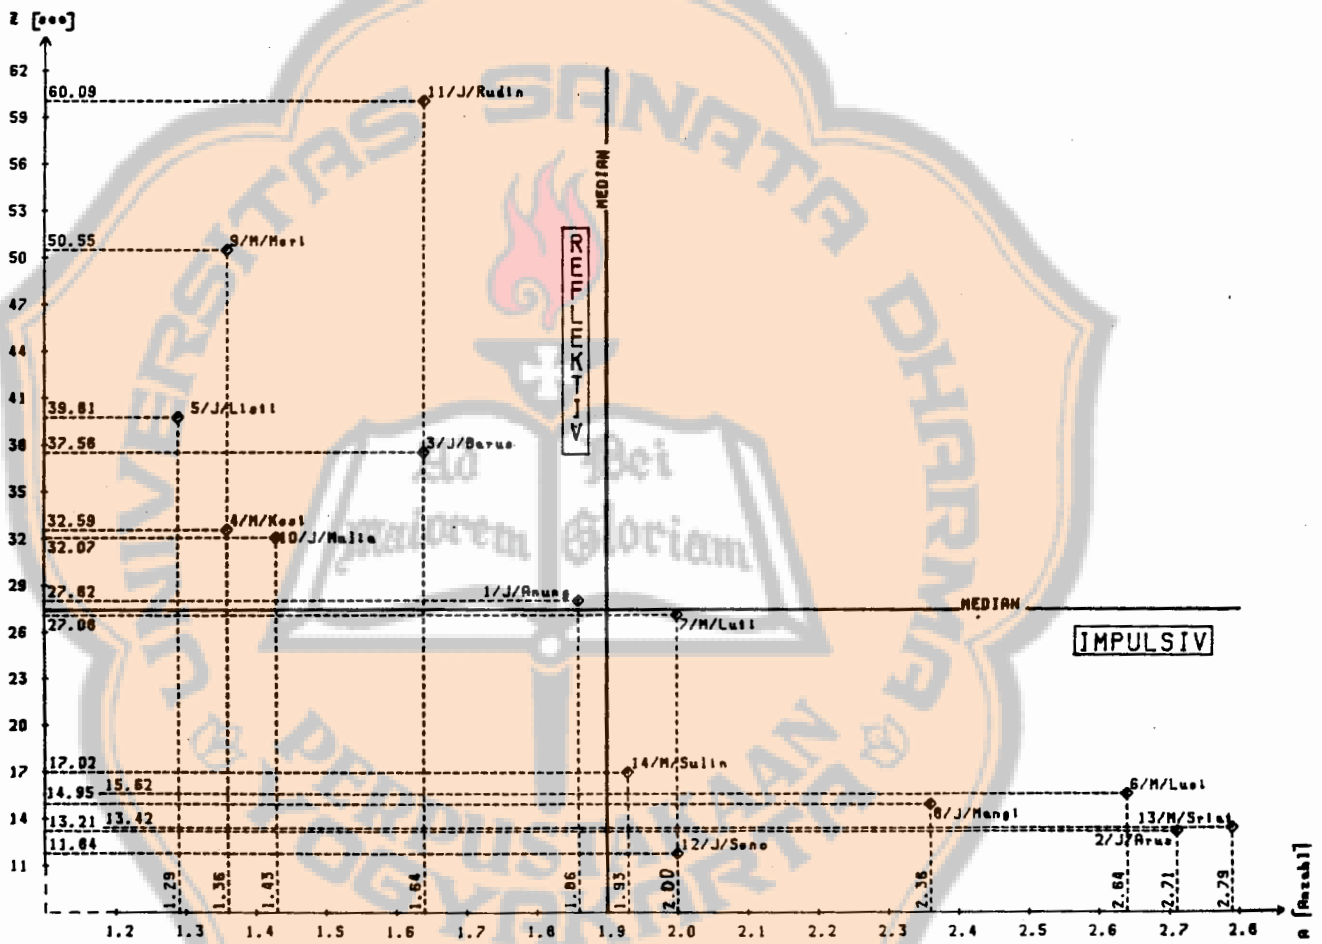 Z [sec]
62
60.09
11/J/Rudin
59
56
53
50.55
9/M/Mari
50
47
44
41
39.81
5/J/Listi
38
37.56
3/J/Barus
35
32.59
4/M/Kasi
32
32.07
10/J/Mulia
29
27.82
1/J/Anung
27.06
7/M/Luti
26
23
20
17.02
17
14/M/Sulin
15.62
6/M/Lusi
14.95
8/J/Mangi
14
13.21
13.42
13/M/Sriat
2/J/Arus
11.64
12/J/Seno
11
MEDIAN
REFLEKTIV
MEDIAN
IMPULSIV
1.29
1.36
1.43
1.64
1.86
1.93
2.00
2.36
2.64
2.71
2.79
1.2 1.3 1.4 1.5 1.6 1.7 1.8 1.9 2.0 2.1 2.2 2.3 2.4 2.5 2.6 2.7 2.8
A [Anzahl]
UNIVERSITAS SANATA DHARMA
Ad Dei
maiorem Gloriam
PERPUSTAKAAN
YOGYAKARTA